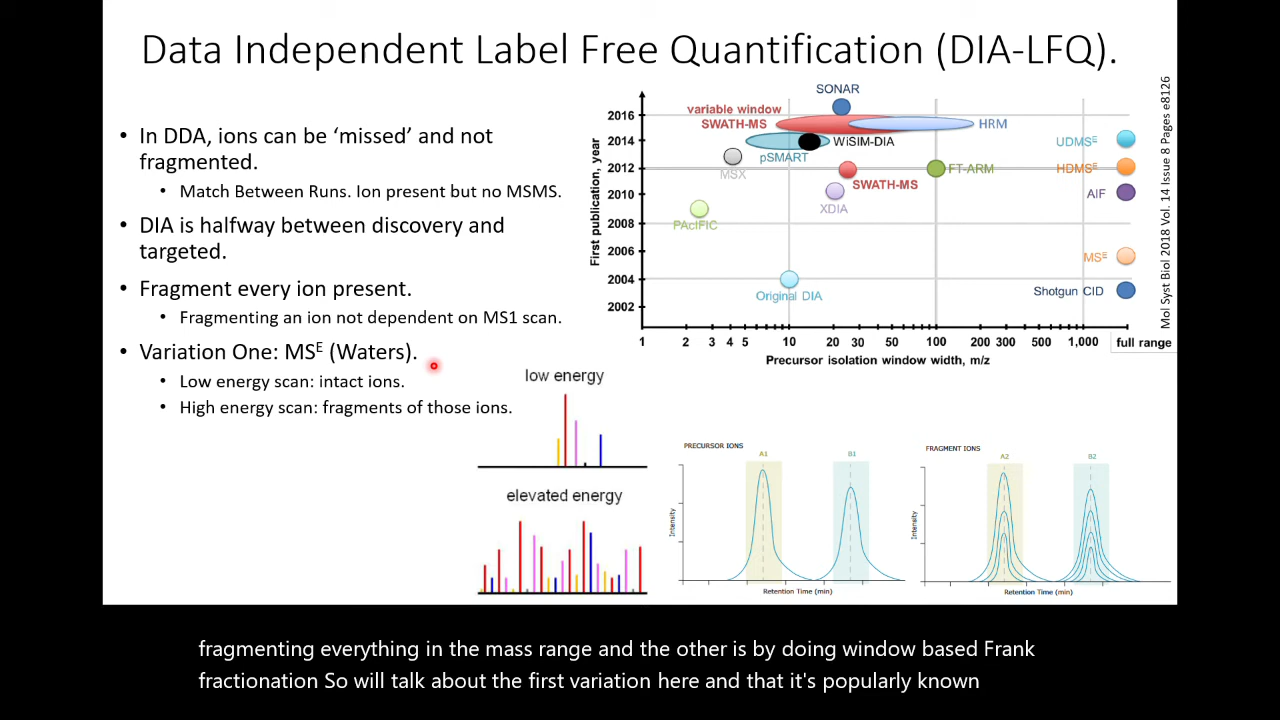 Data Independent Label Free Quantification (DIA-LFQ).
• In DDA, ions can be ‘missed’ and not
fragmented.
• Match Between Runs. Ion present but no MSMS.
• DIA is halfway between discovery and
targeted.
• Fragment every ion present.
• Fragmenting an ion not dependent on MS1 scan.
• Variation One: MSᴱ (Waters).
• Low energy scan: intact ions.
• High energy scan: fragments of those ions.
First publication, year
2016
2014
2012
2010
2008
2006
2004
2002
SONAR
variable window
SWATH-MS
HRM
WiSIM-DIA
pSMART
UDMSᴱ
MSX
SWATH-MS
FT-ARM
HDMSᴱ
XDIA
AIF
PAcIFIC
MSᴱ
Original DIA
Shotgun CID
1 2 3 4 5 10 20 30 50 100 200 300 500 1,000 full range
Precursor isolation window width, m/z
Mol Syst Biol 2018 Vol. 14 Issue 8 Pages e8126
low energy
elevated energy
PRECURSOR IONS
A1
B1
Intensity
Retention Time (min)
FRAGMENT IONS
A2
B2
Intensity
Retention Time (min)
fragmenting everything in the mass range and the other is by doing window based Frank
fractionation So will talk about the first variation here and that it's popularly known